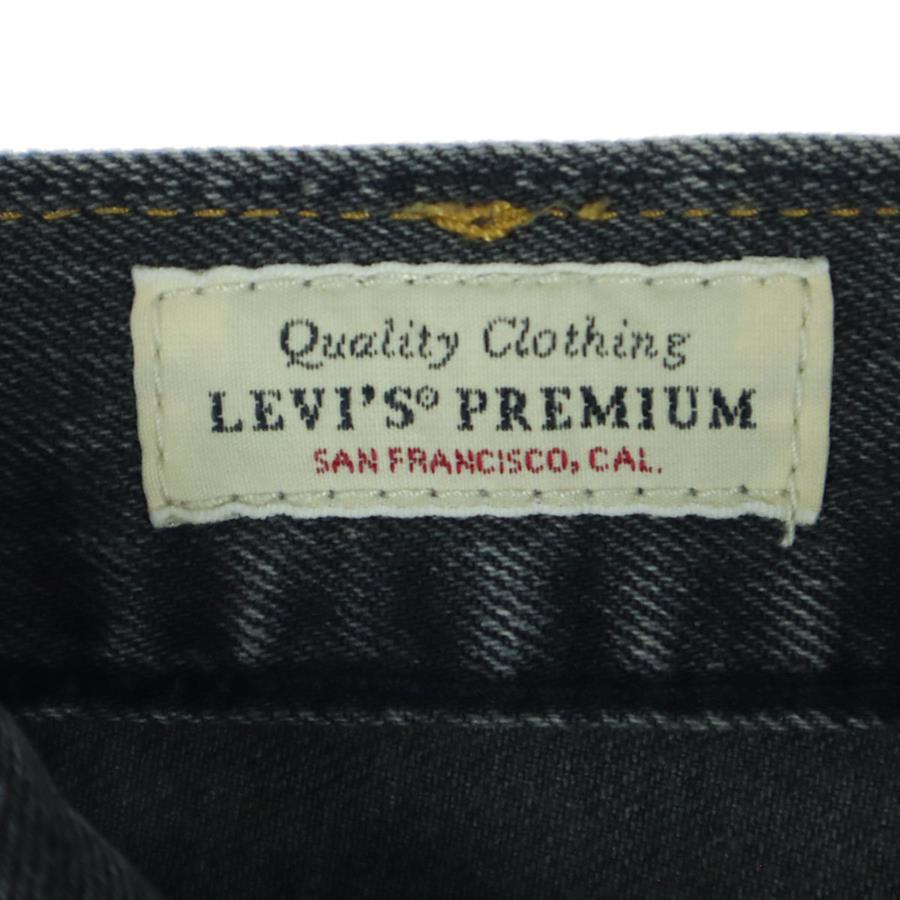 Quality Clothing
LEVI'S® PREMIUM
SAN FRANCISCO, CAL.